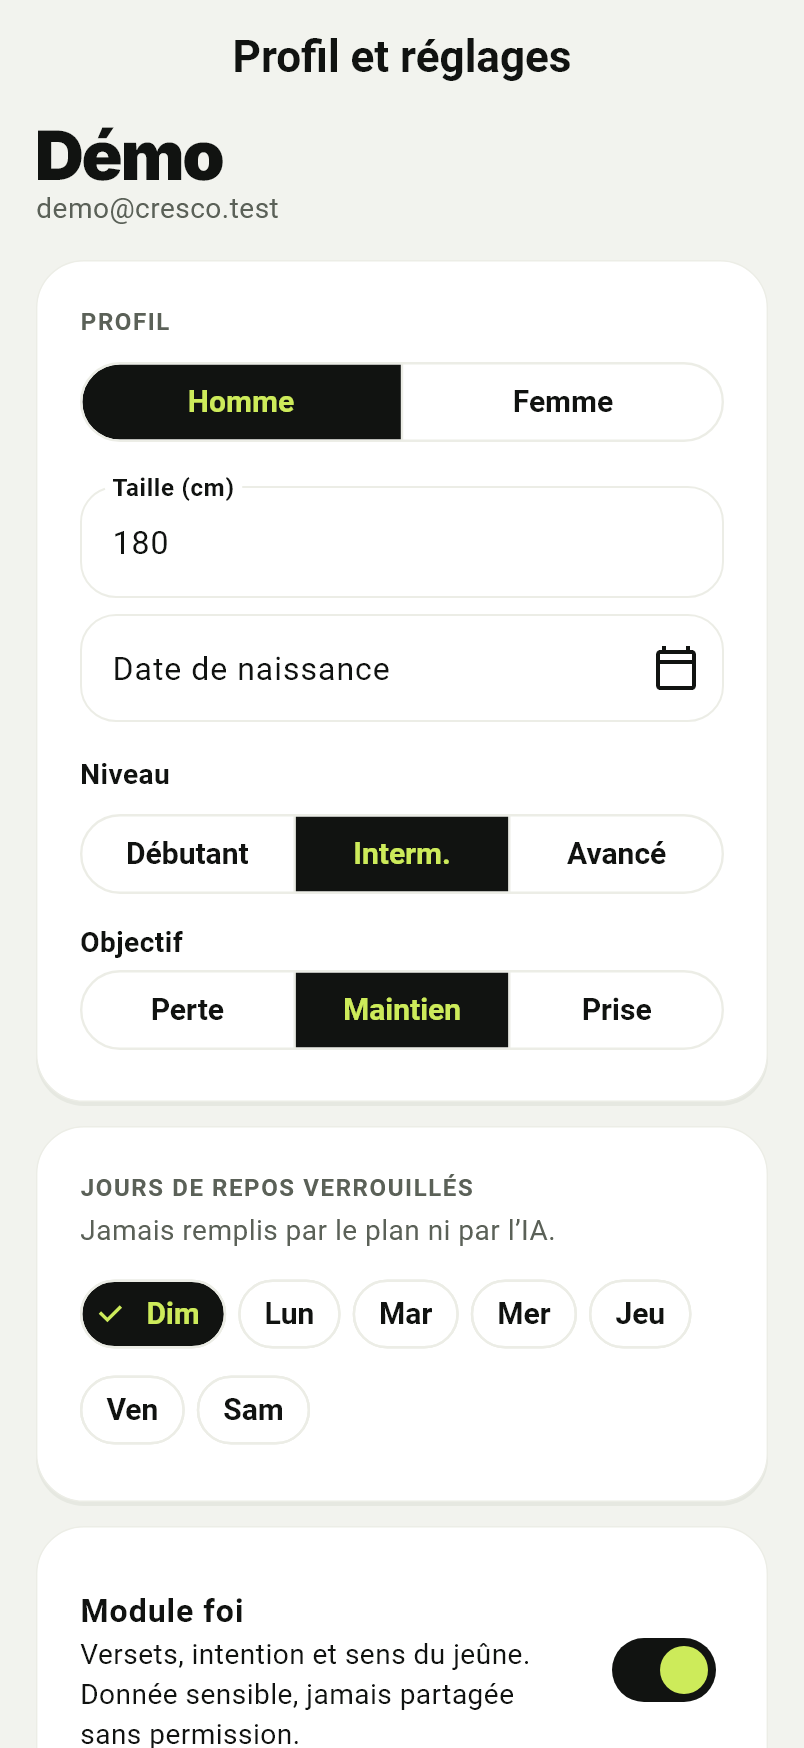 Profil et réglages
Démo
demo@cresco.test
PROFIL
Homme
Femme
Taille (cm)
180
Date de naissance
Niveau
Débutant
Interm.
Avancé
Objectif
Perte
Maintien
Prise
JOURS DE REPOS VERROUILLÉS
Jamais remplis par le plan ni par l’IA.
Dim
Lun
Mar
Mer
Jeu
Ven
Sam
Module foi
Versets, intention et sens du jeûne.
Donnée sensible, jamais partagée
sans permission.